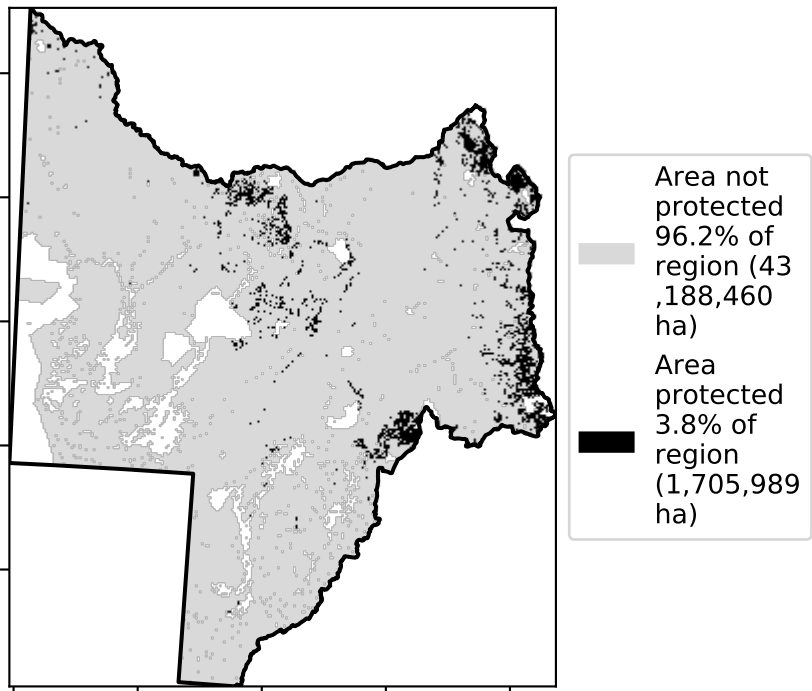 Area not
protected
96.2% of
region (43
,188,460
ha)
Area
protected
3.8% of
region
(1,705,989
ha)